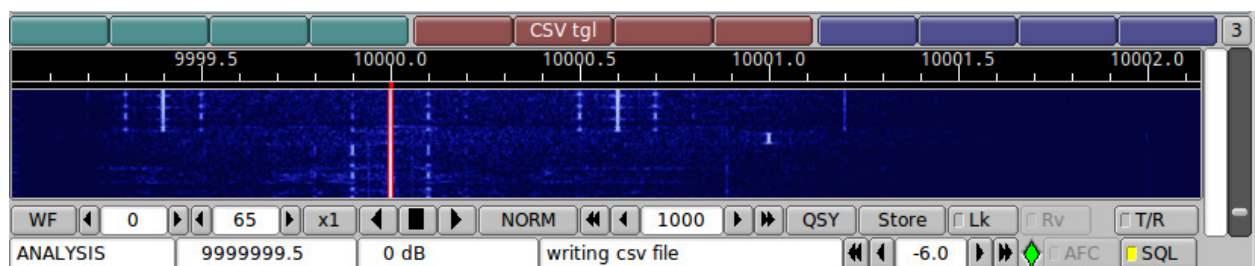 CSV tgl 3
9999.5 10000.0 10000.5 10001.0 10001.5 10002.0
WF 0 65 x1 NORM 1000 QSY Store Lk Rv T/R
ANALYSIS 9999999.5 0 dB writing csv file -6.0 AFC SQL